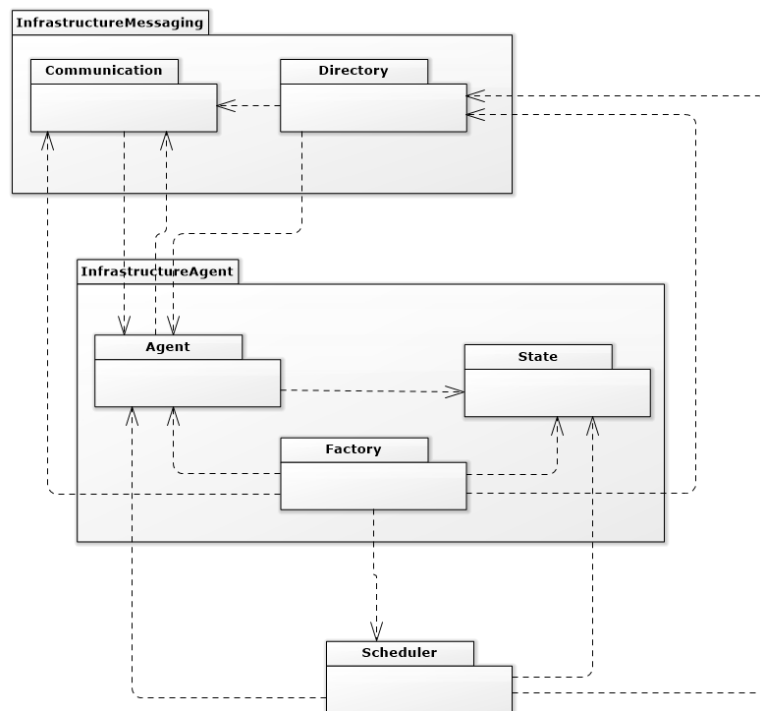 InfrastructureMessaging
Communication
Directory
InfrastructureAgent
Agent
State
Factory
Scheduler